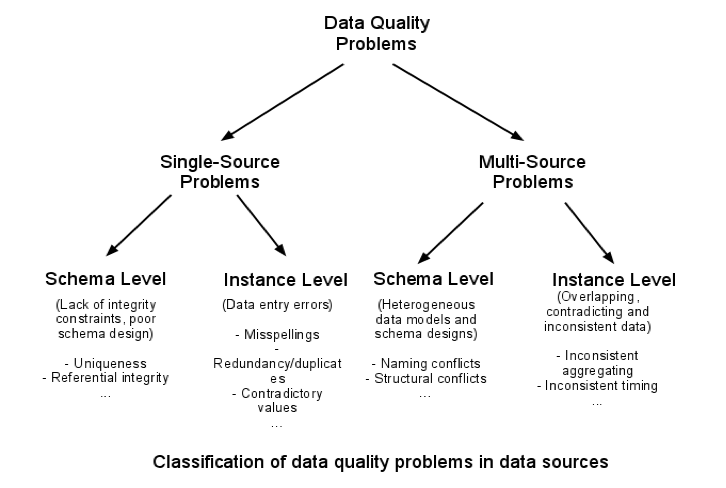 Data Quality
Problems
Single-Source
Problems
Multi-Source
Problems
Schema Level
(Lack of integrity
constraints, poor
schema design)
- Uniqueness
- Referential integrity
...
Instance Level
(Data entry errors)
- Misspellings
-
Redundancy/duplicat
es
- Contradictory
values
...
Schema Level
(Heterogeneous
data models and
schema designs)
- Naming conflicts
- Structural conflicts
...
Instance Level
(Overlapping,
contradicting and
inconsistent data)
- Inconsistent
aggregating
- Inconsistent timing
...
Classification of data quality problems in data sources